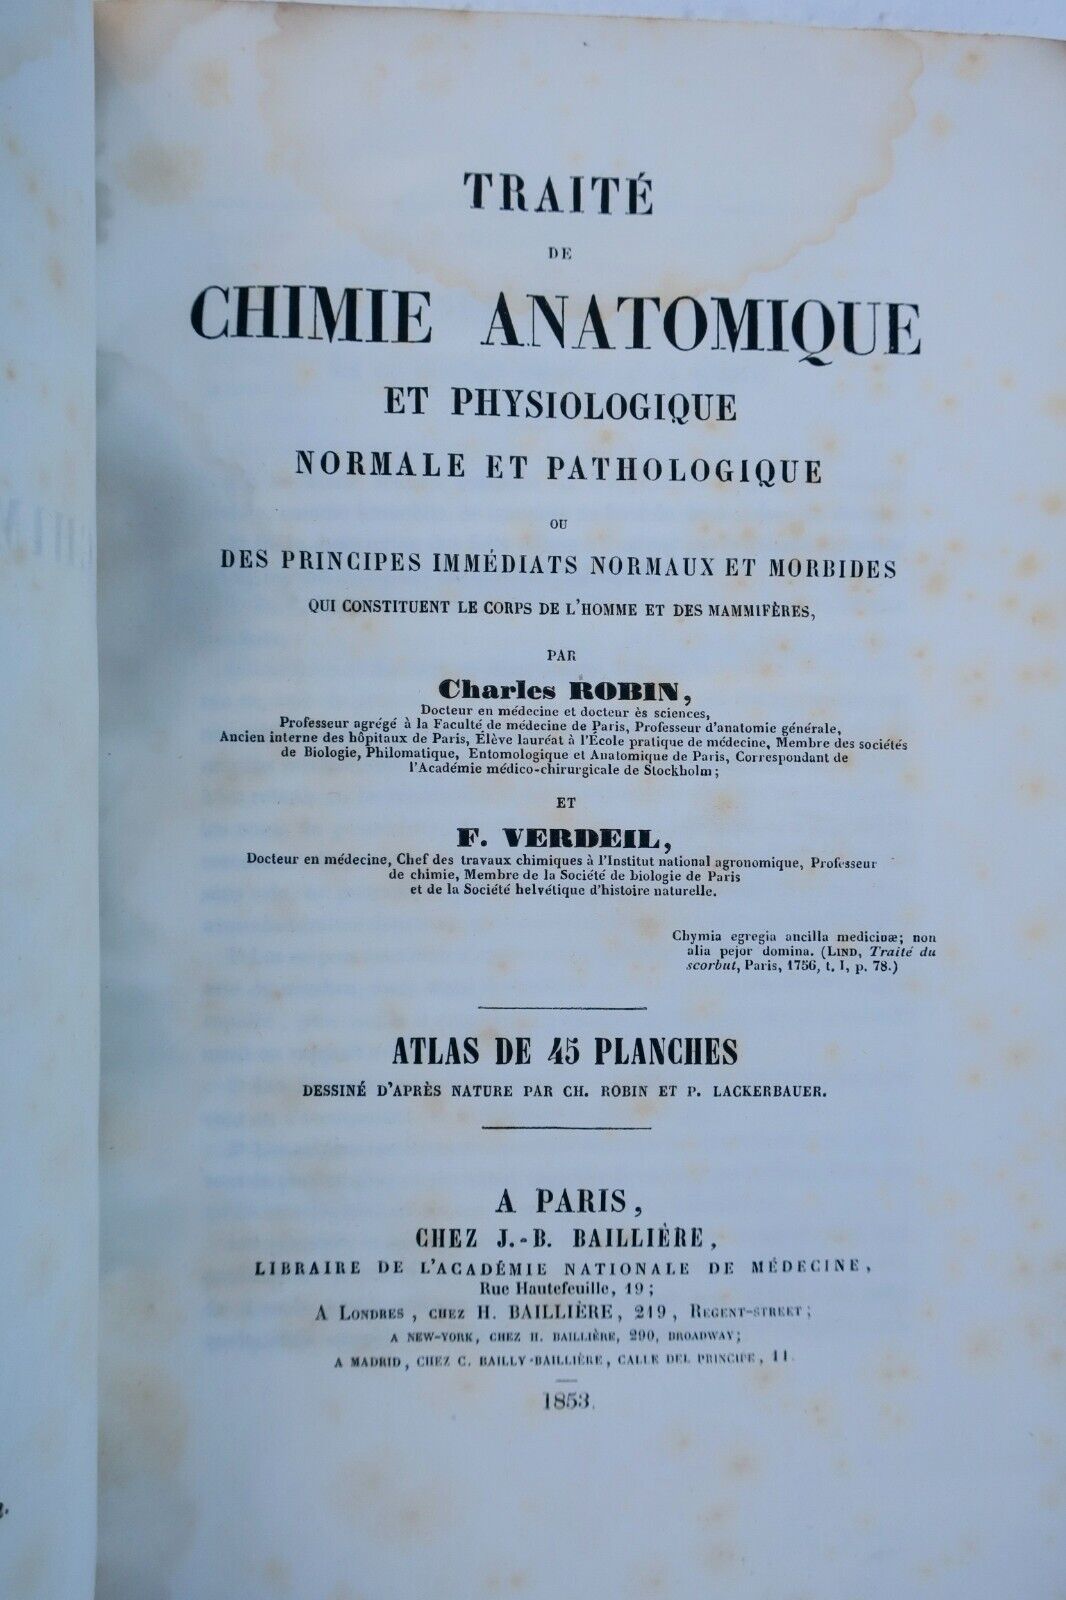 TRAITÉ
DE
CHIMIE ANATOMIQUE
ET PHYSIOLOGIQUE
NORMALE ET PATHOLOGIQUE
OU
DES PRINCIPES IMMÉDIATS NORMAUX ET MORBIDES
QUI CONSTITUENT LE CORPS DE L'HOMME ET DES MAMMIFÈRES,
PAR
Charles ROBIN,
Docteur en médecine et docteur ès sciences,
Professeur agrégé à la Faculté de médecine de Paris, Professeur d'anatomie générale,
Ancien interne des hôpitaux de Paris, Élève lauréat à l'École pratique de médecine, Membre des sociétés
de Biologie, Philomatique, Entomologique et Anatomique de Paris, Correspondant de
l'Académie médico-chirurgicale de Stockholm;
ET
F. VERDEIL,
Docteur en médecine, Chef des travaux chimiques à l'Institut national agronomique, Professeur
de chimie, Membre de la Société de biologie de Paris
et de la Société helvétique d'histoire naturelle.
Chymia egregia ancilla medicinæ; non
alia pejor domina. (LIND, Traité du
scorbut, Paris, 1756, t. I, p. 78.)
ATLAS DE 45 PLANCHES
DESSINÉ D'APRÈS NATURE PAR CH. ROBIN ET P. LACKERBAUER.
A PARIS,
CHEZ J.-B. BAILLIÈRE,
LIBRAIRE DE L'ACADÉMIE NATIONALE DE MÉDECINE,
Rue Hautefeuille, 19;
A LONDRES, CHEZ H. BAILLIÈRE, 219, REGENT-STREET;
A NEW-YORK, CHEZ H. BAILLIÈRE, 290, BROADWAY;
A MADRID, CHEZ C. BAILLY-BAILLIÈRE, CALLE DEL PRINCIPE, 11.
1853.